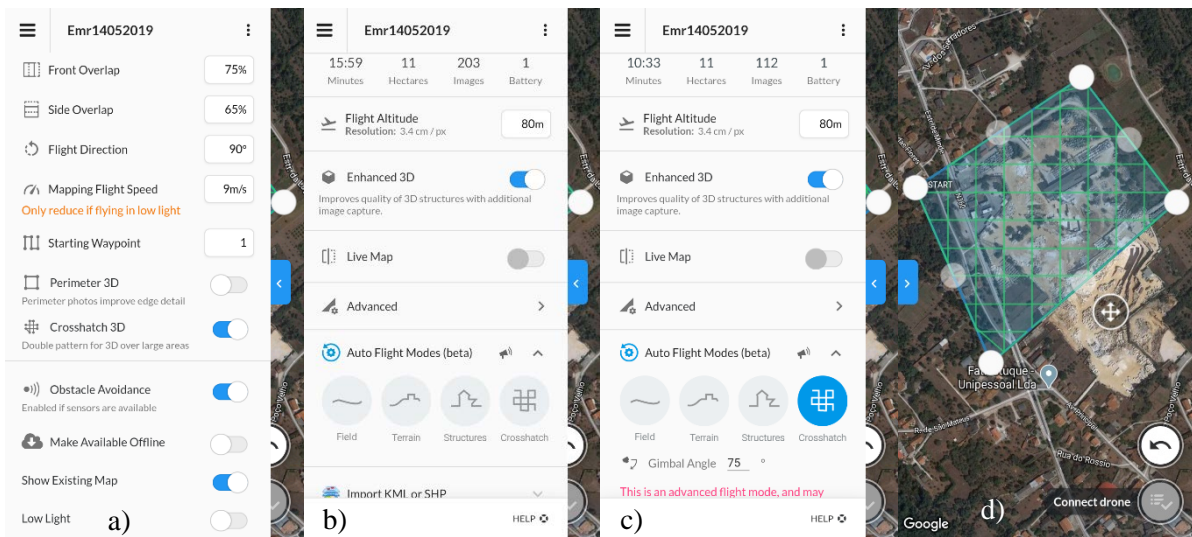 Emr14052019
Front Overlap 75%
Side Overlap 65%
Flight Direction 90°
Mapping Flight Speed 9m/s
Only reduce if flying in low light
Starting Waypoint 1
Perimeter 3D
Perimeter photos improve edge detail
Crosshatch 3D
Double pattern for 3D over large areas
Obstacle Avoidance
Enabled if sensors are available
Make Available Offline
Show Existing Map
Low Light
a)
Emr14052019
15:59 11 203 1
Minutes Hectares Images Battery
Flight Altitude 80m
Resolution: 3.4 cm / px
Enhanced 3D
Improves quality of 3D structures with additional
image capture.
Live Map
Advanced
Auto Flight Modes (beta)
Field Terrain Structures Crosshatch
Import KML or SHP
HELP
b)
Emr14052019
10:33 11 112 1
Minutes Hectares Images Battery
Flight Altitude 80m
Resolution: 3.4 cm / px
Enhanced 3D
Improves quality of 3D structures with additional
image capture.
Live Map
Advanced
Auto Flight Modes (beta)
Field Terrain Structures Crosshatch
Gimbal Angle 75 °
This is an advanced flight mode, and may
HELP
c)
START
Unipessoal Lda
Rua do Rossio
Connect drone
Google
d)